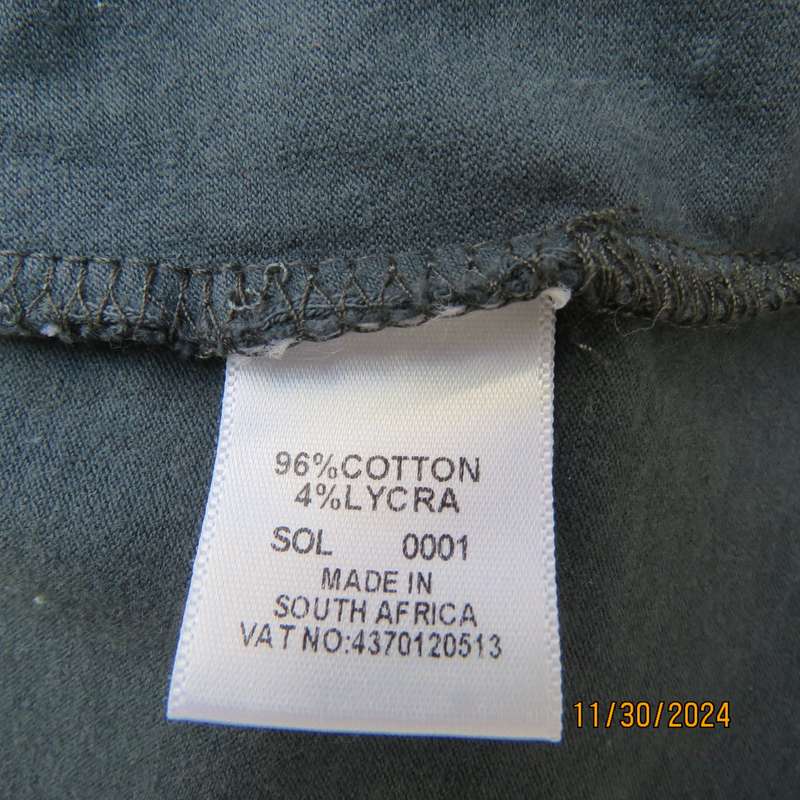 96%COTTON
4%LYCRA
SOL 0001
MADE IN
SOUTH AFRICA
VAT NO:4370120513
11/30/2024